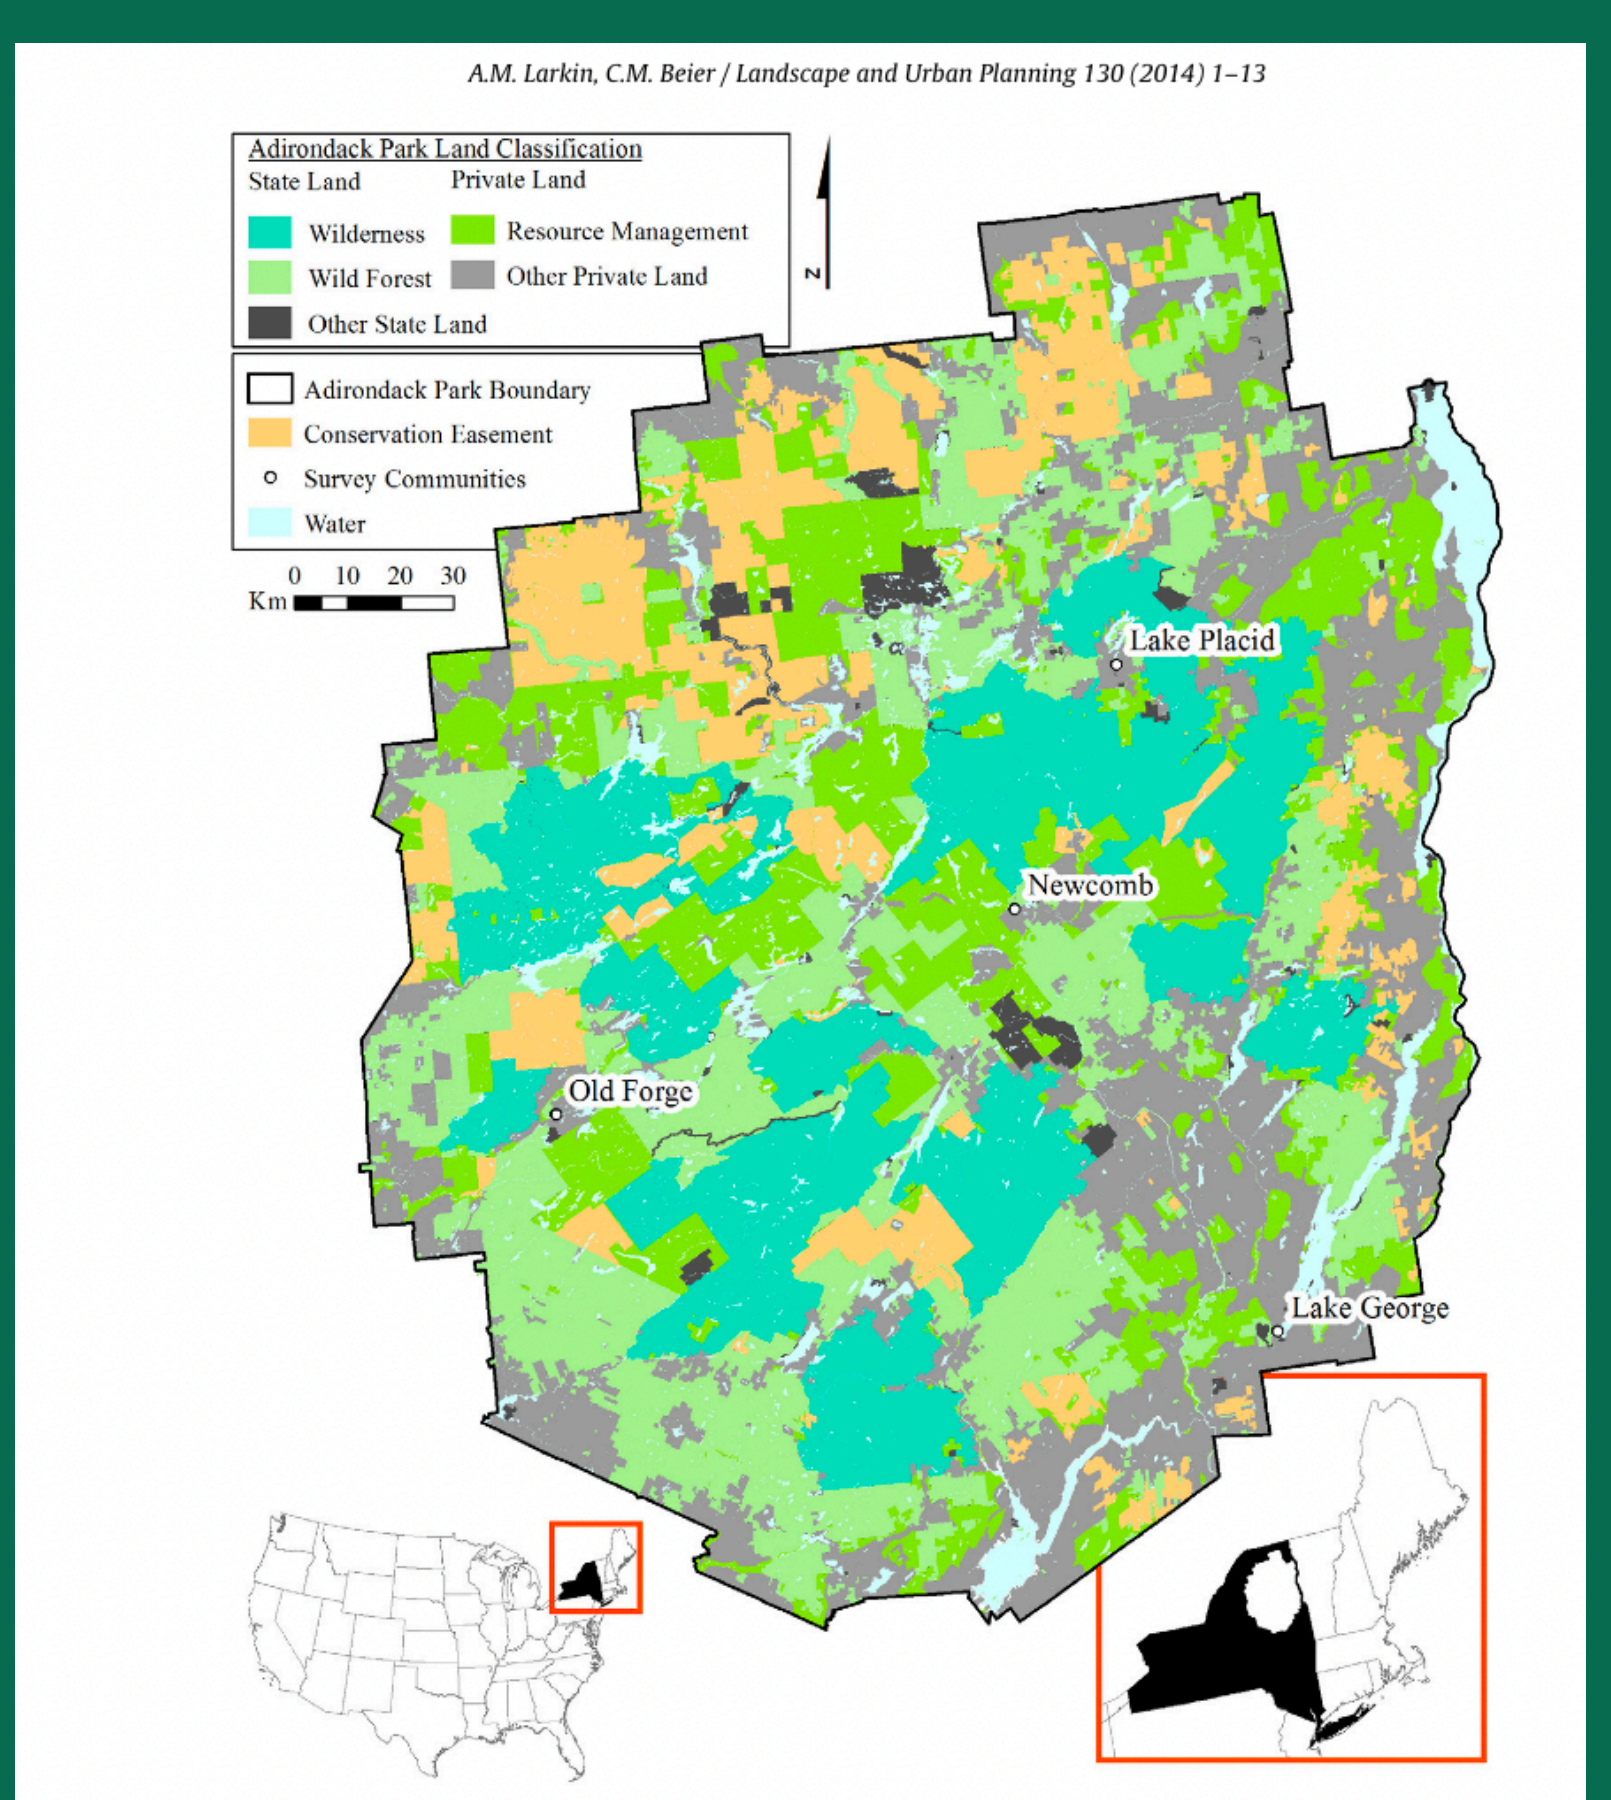 A.M. Larkin, C.M. Beier / Landscape and Urban Planning 130 (2014) 1–13
Adirondack Park Land Classification
State Land Private Land
Wilderness Resource Management
Wild Forest Other Private Land
Other State Land
N
Adirondack Park Boundary
Conservation Easement
Survey Communities
Water
0 10 20 30
Km
Lake Placid
Newcomb
Old Forge
Lake George